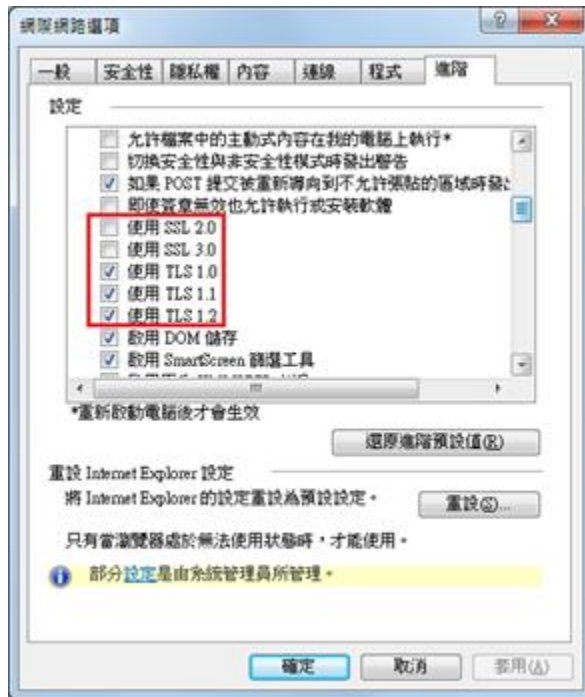 網際網路選項
一般 安全性 隱私權 內容 連線 程式 進階
設定
允許檔案中的主動式內容在我的電腦上執行*
切換安全性與非安全性模式時發出警告
如果 POST 提交被重新導向到不允許張貼的區域時發出
即使簽章無效也允許執行或安裝軟體
使用 SSL 2.0
使用 SSL 3.0
使用 TLS 1.0
使用 TLS 1.1
使用 TLS 1.2
啟用 DOM 儲存
啟用 SmartScreen 篩選工具
*重新啟動電腦後才會生效
還原進階預設值(R)
重設 Internet Explorer 設定
將 Internet Explorer 的設定重設為預設設定。
重設(S)...
只有當瀏覽器處於無法使用狀態時，才能使用。
部分設定是由系統管理員所管理。
確定 取消 套用(A)